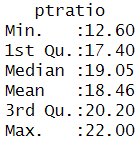 ptratio
Min.   :12.60
1st Qu.:17.40
Median :19.05
Mean   :18.46
3rd Qu.:20.20
Max.   :22.00